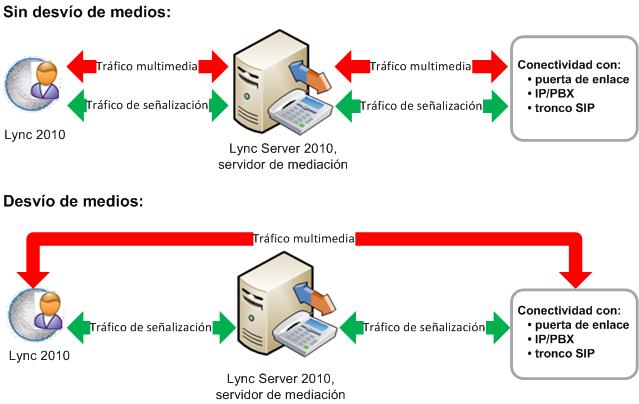 Sin desvío de medios:
Tráfico multimedia
Tráfico multimedia
Tráfico de señalización
Tráfico de señalización
Lync 2010
Lync Server 2010,
servidor de mediación
Conectividad con:
• puerta de enlace
• IP/PBX
• tronco SIP
Desvío de medios:
Tráfico multimedia
Tráfico de señalización
Tráfico de señalización
Lync 2010
Lync Server 2010,
servidor de mediación
Conectividad con:
• puerta de enlace
• IP/PBX
• tronco SIP